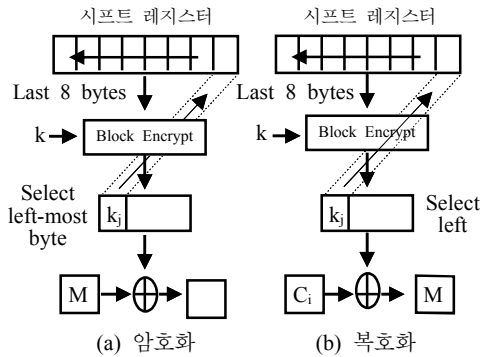 시프트 레지스터
Last 8 bytes
k
Block Encrypt
Select
left-most
byte
kj
M
(a) 암호화
시프트 레지스터
Last 8 bytes
k
Block Encrypt
kj
Select
left
Ci
M
(b) 복호화